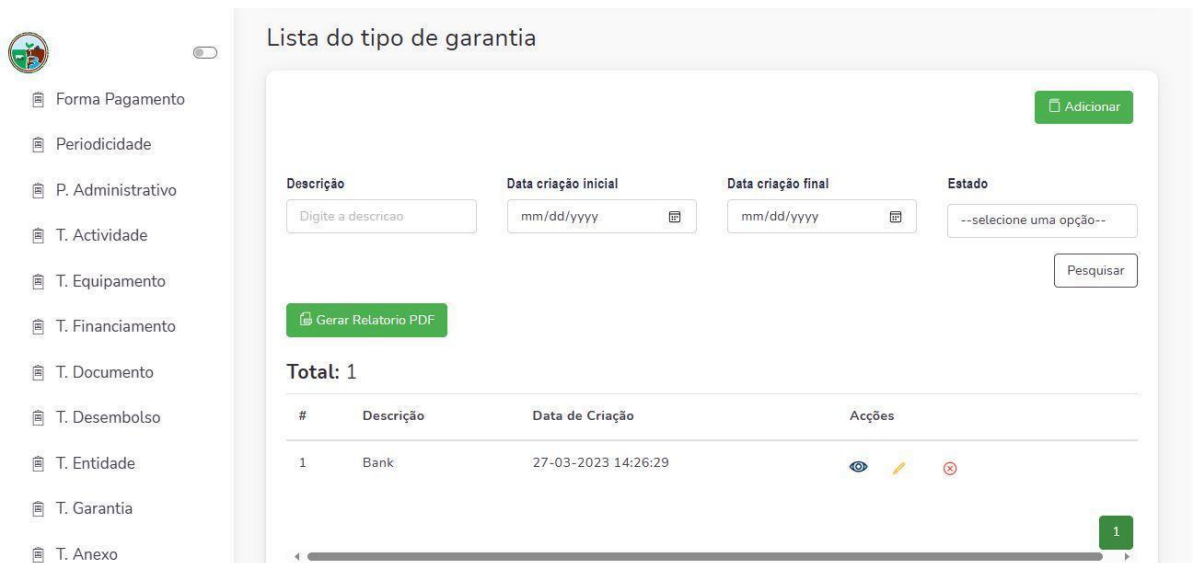 Lista do tipo de garantia
Forma Pagamento
Periodicidade
P. Administrativo
T. Actividade
T. Equipamento
T. Financiamento
T. Documento
T. Desembolso
T. Entidade
T. Garantia
T. Anexo
Adicionar
Descrição Data criação inicial Data criação final Estado
Digite a descricao mm/dd/yyyy mm/dd/yyyy --selecione uma opção--
Pesquisar
Gerar Relatorio PDF
Total: 1
# Descrição Data de Criação Acções
1 Bank 27-03-2023 14:26:29
1